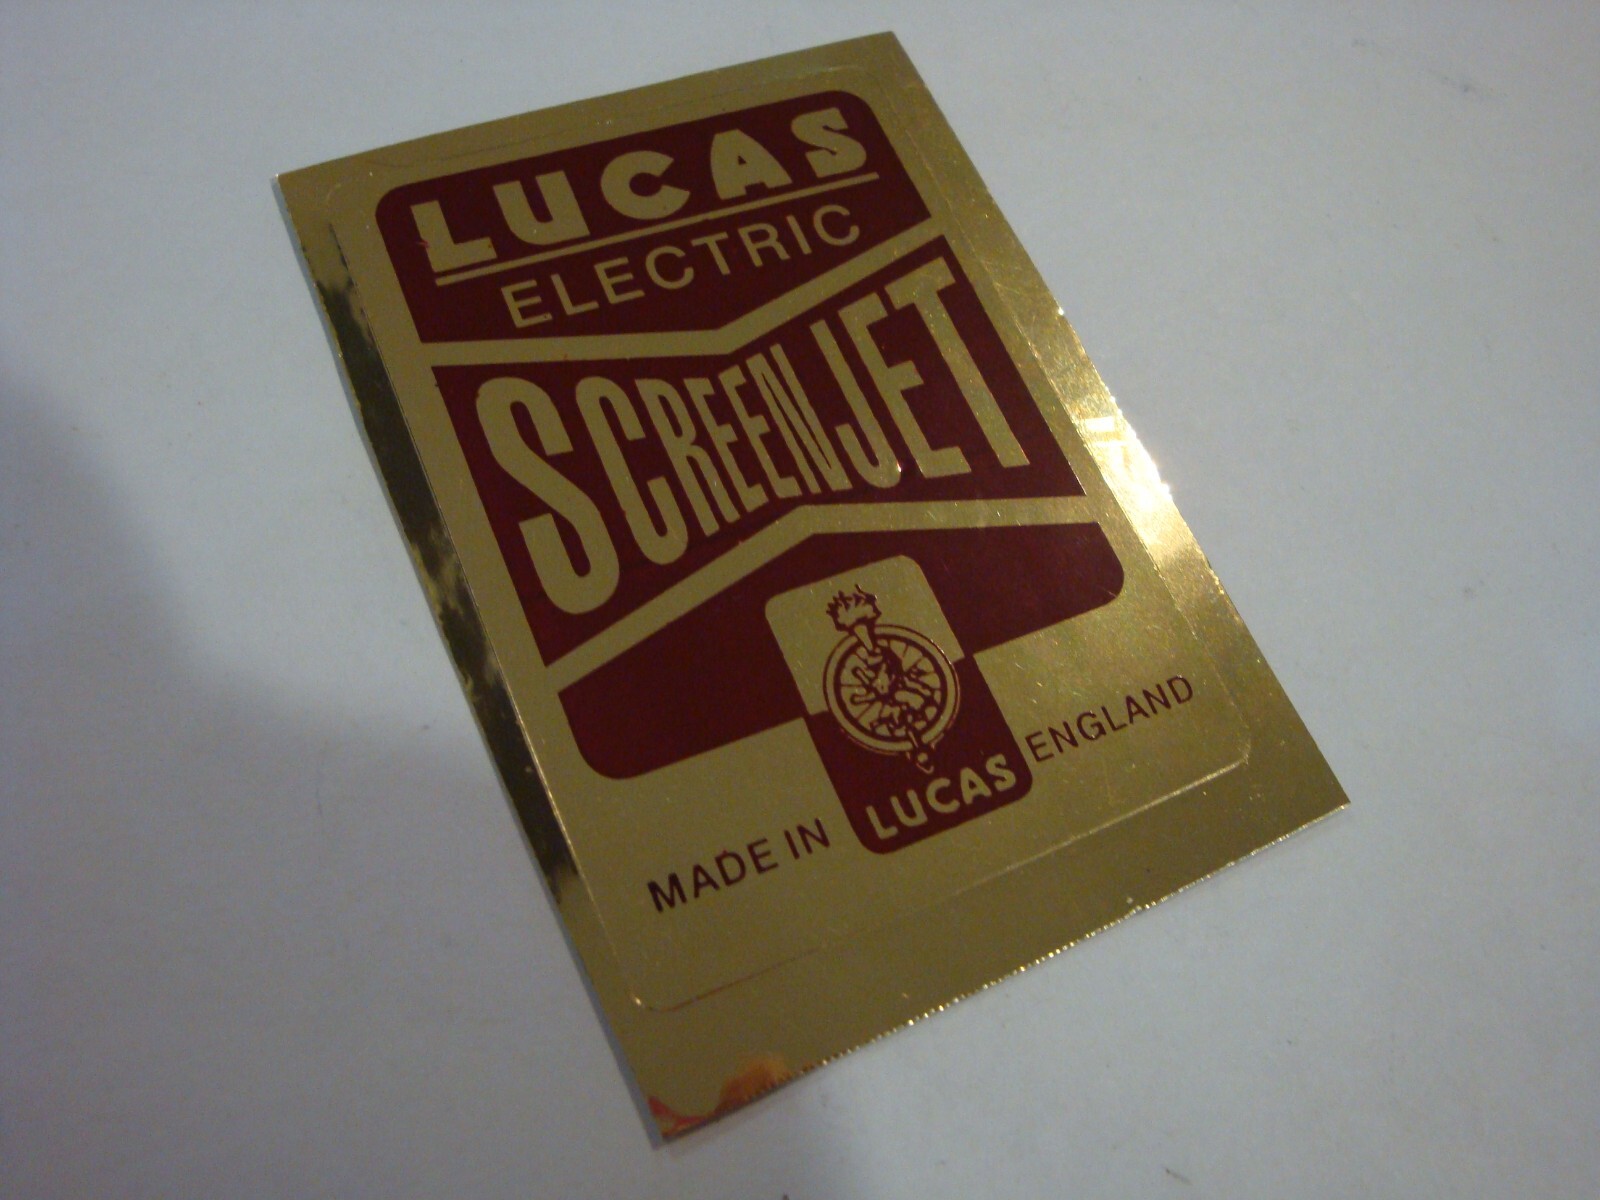 LUCAS
ELECTRIC
SCREENJET
LUCAS
MADE IN ENGLAND